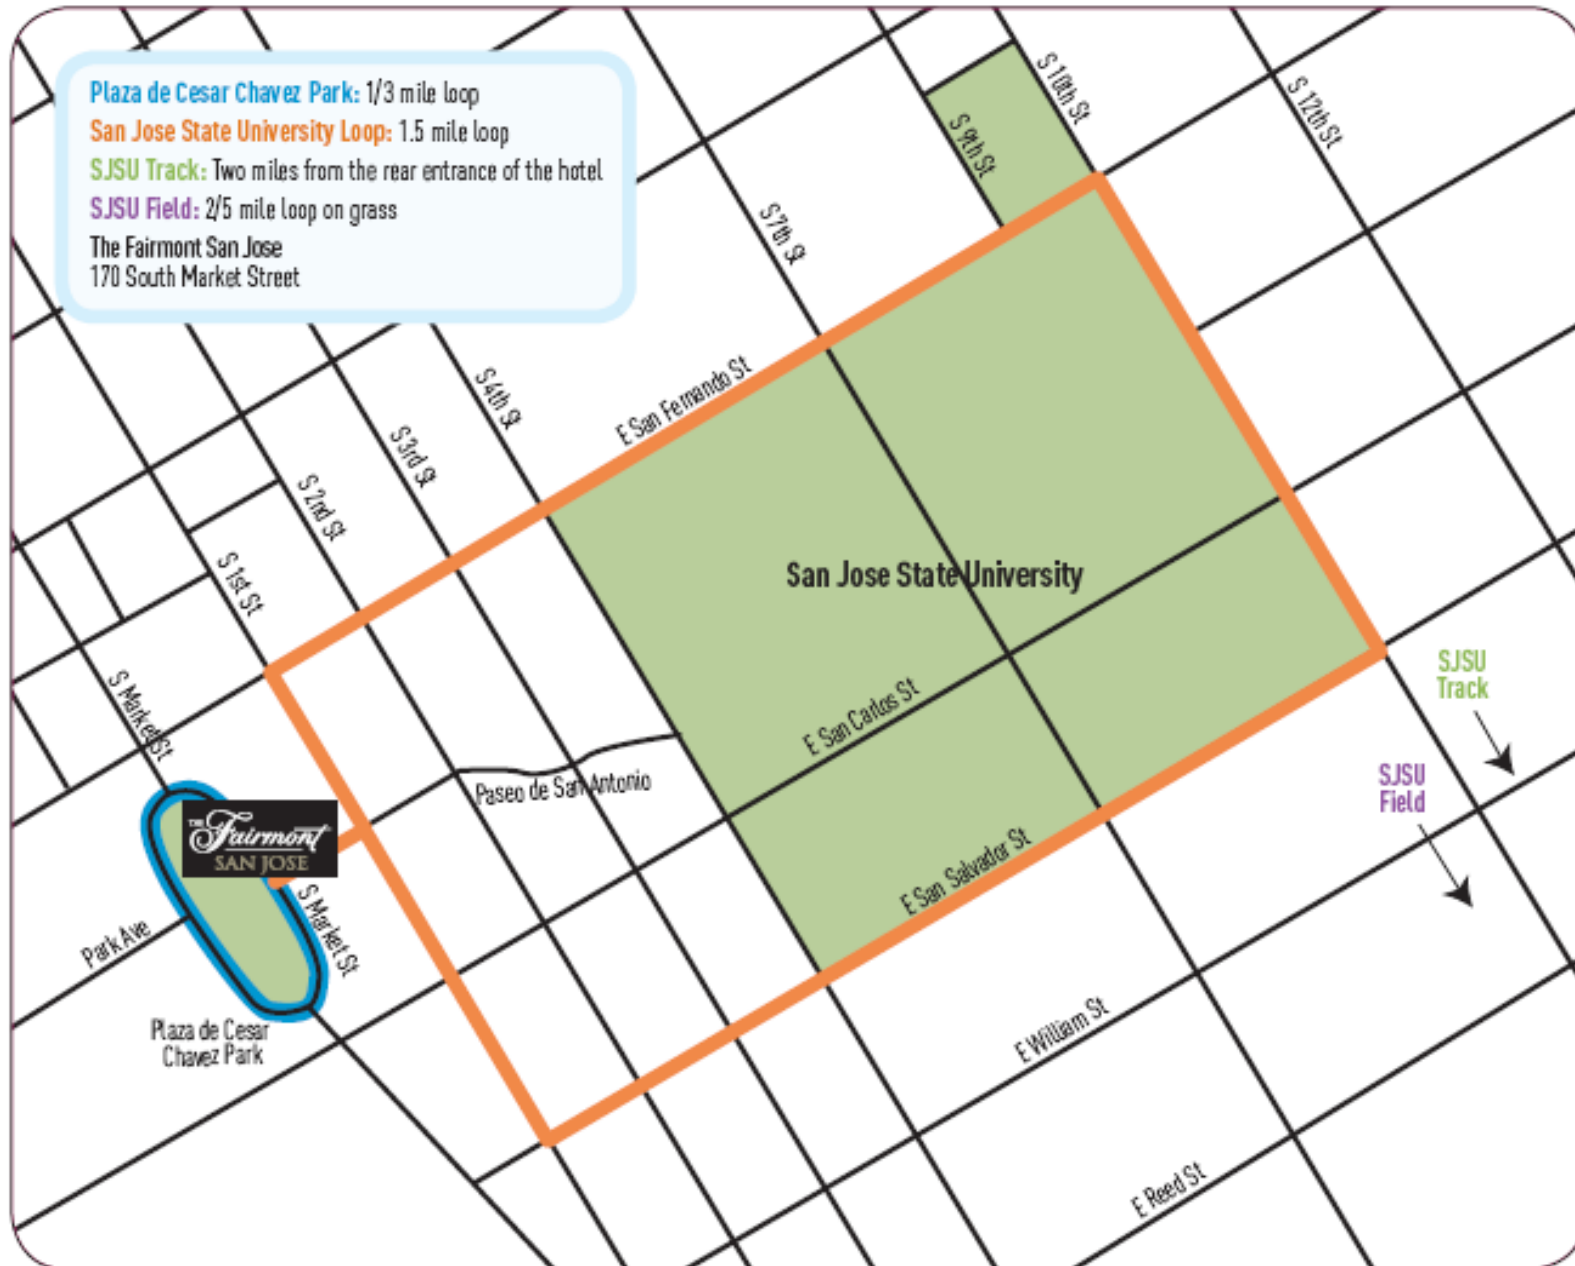 Plaza de Cesar Chavez Park: 1/3 mile loop
San Jose State University Loop: 1.5 mile loop
SJSU Track: Two miles from the rear entrance of the hotel
SJSU Field: 2/5 mile loop on grass
The Fairmont San Jose
170 South Market Street
S 10th St
S 12th St
S 9th St
S 7th St
E San Fernando St
S 4th St
S 3rd St
S 2nd St
S 1st St
San Jose State University
S Market St
E San Carlos St
SJSU
Track
Paseo de San Antonio
SJSU
Field
THE Fairmont
SAN JOSE
E San Salvador St
S Market St
Park Ave
Plaza de Cesar
Chavez Park
E William St
E Reed St